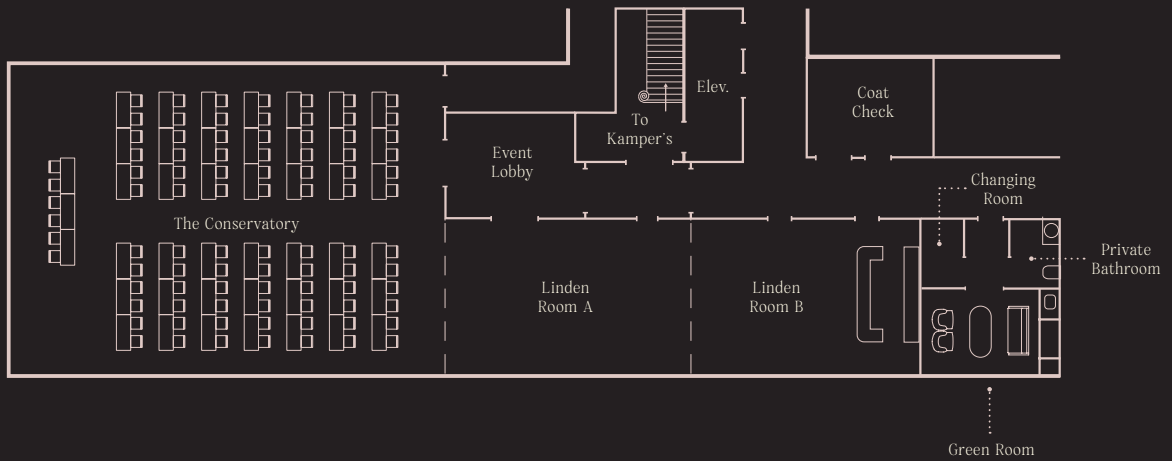 Elev.
Coat
Check
To
Kamper's
Event
Lobby
Changing
Room
The Conservatory
Private
Bathroom
Linden
Room A
Linden
Room B
Green Room